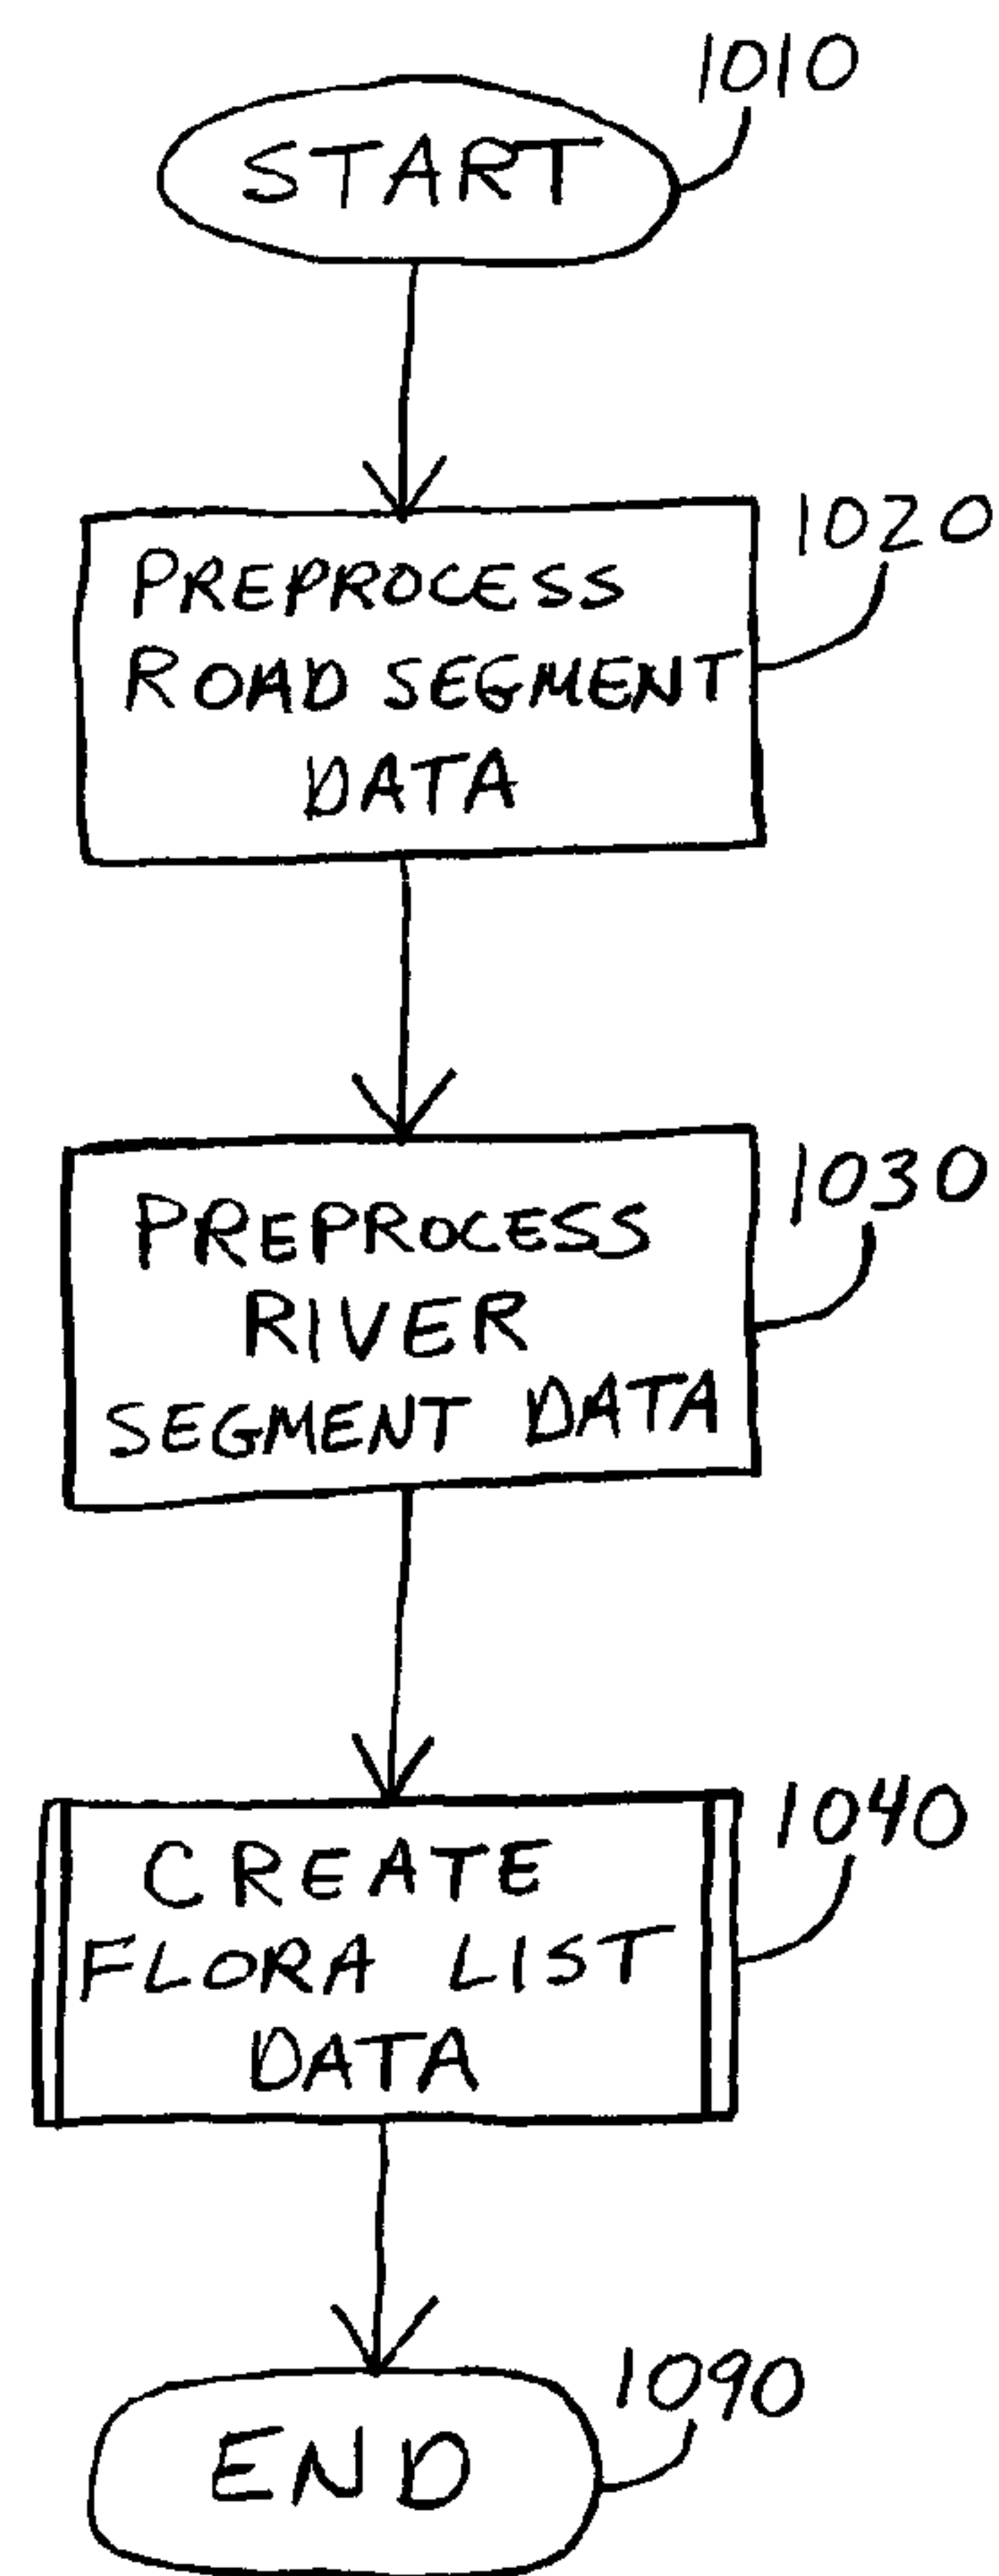 1010
START
1020
PREPROCESS
ROAD SEGMENT
DATA
1030
PREPROCESS
RIVER
SEGMENT DATA
1040
CREATE
FLORA LIST
DATA
1090
END